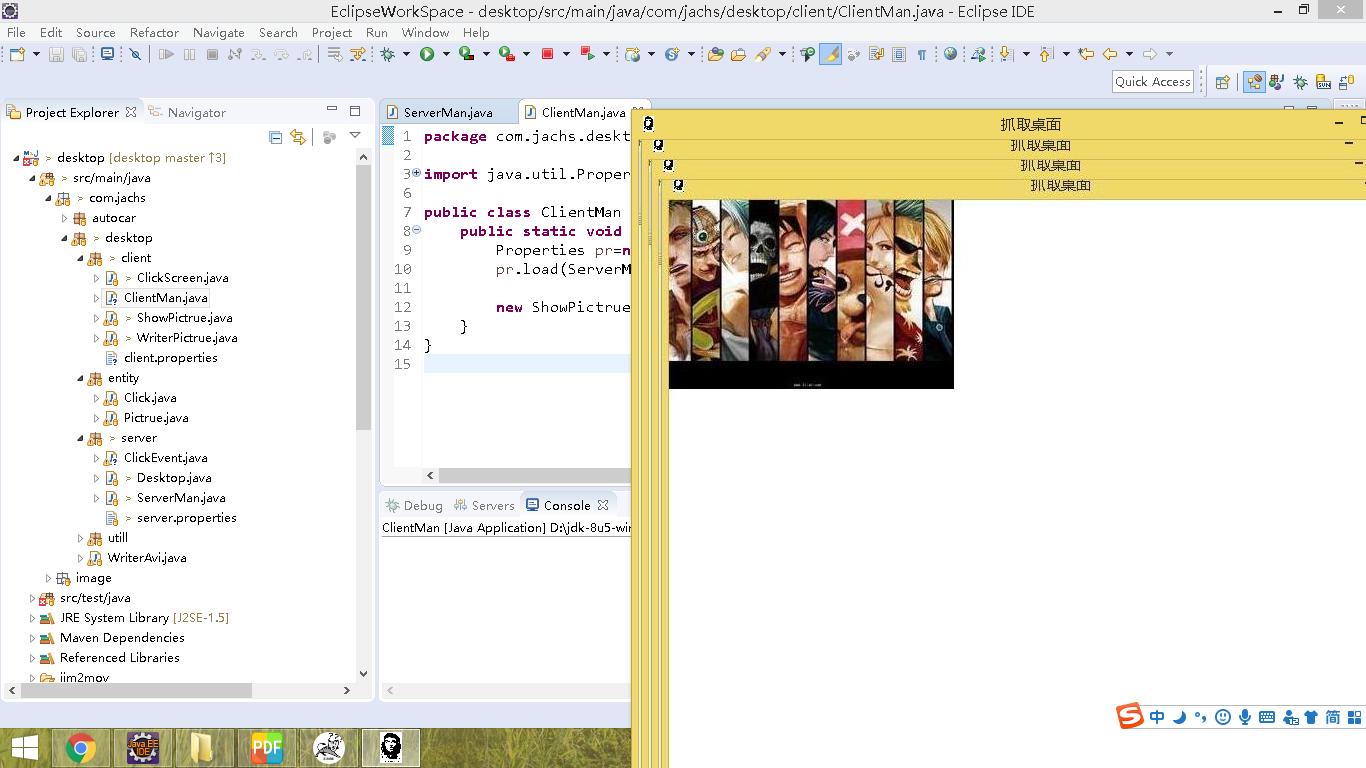 EclipseWorkSpace - desktop/src/main/java/com/jachs/desktop/client/ClientMan.java - Eclipse IDE
File Edit Source Refactor Navigate Search Project Run Window Help
Quick Access
Project Explorer
Navigator
> desktop [desktop master ↑3]
> src/main/java
> com.jachs
autocar
> desktop
> client
> ClickScreen.java
ClientMan.java
> ShowPictrue.java
> WriterPictrue.java
client.properties
entity
Click.java
Pictrue.java
> server
ClickEvent.java
> Desktop.java
> ServerMan.java
> server.properties
utill
WriterAvi.java
image
src/test/java
JRE System Library [J2SE-1.5]
Maven Dependencies
Referenced Libraries
jim2mov
ServerMan.java
ClientMan.java
1 package com.jachs.deskt
2
3 import java.util.Proper
6
7 public class ClientMan
8 public static void
9 Properties pr=n
10 pr.load(ServerM
11
12 new ShowPictrue
13 }
14 }
15
Debug Servers Console
ClientMan [Java Application] D:\jdk-8u5-wi
抓取桌面
抓取桌面
抓取桌面
抓取桌面
中 简
Java EE
IDE
PDF